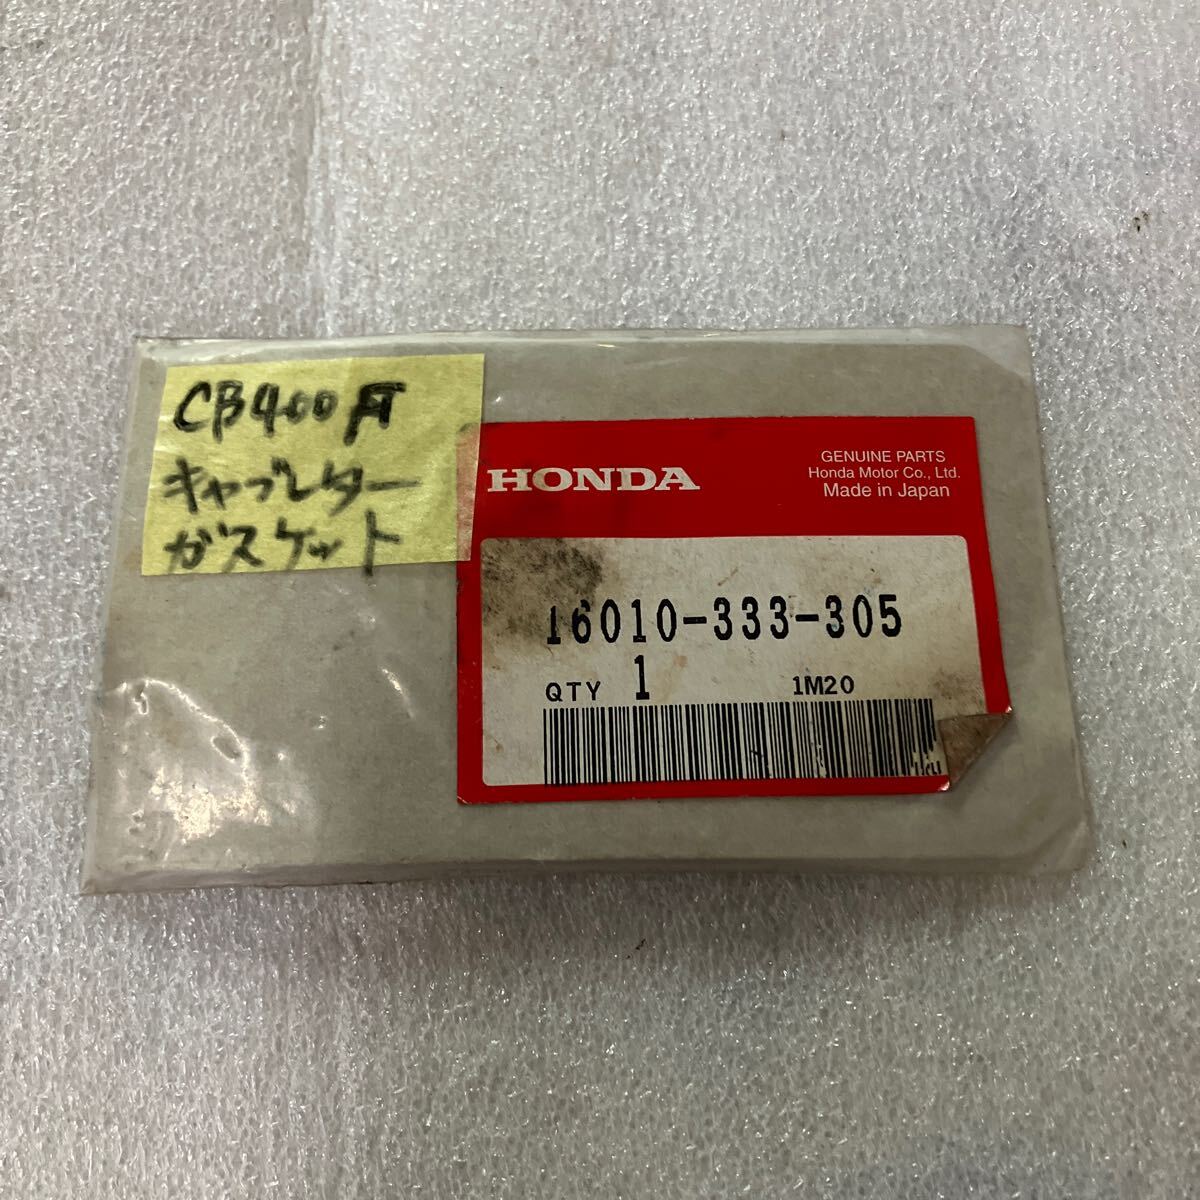 CB400F
キャブレター
ガスケット
HONDA
GENUINE PARTS
Honda Motor Co., Ltd.
Made in Japan
16010-333-305
QTY 1 1M20